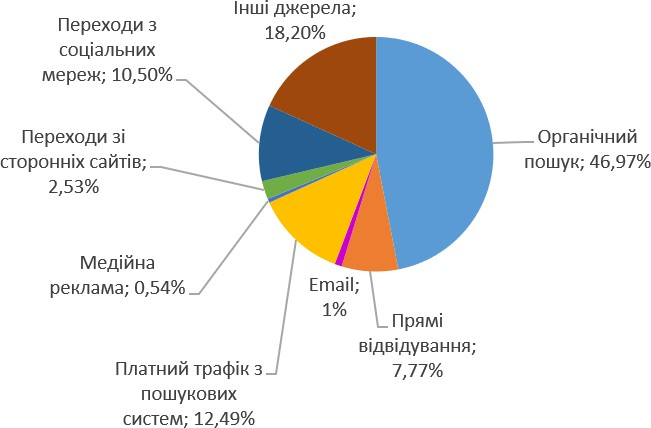 Інші джерела;
18,20%
Переходи з
соціальних
мереж; 10,50%
Органічний
пошук; 46,97%
Переходи зі
сторонніх сайтів;
2,53%
Медійна
реклама; 0,54%
Email;
1%
Прямі
відвідування;
7,77%
Платний трафік з
пошукових
систем; 12,49%